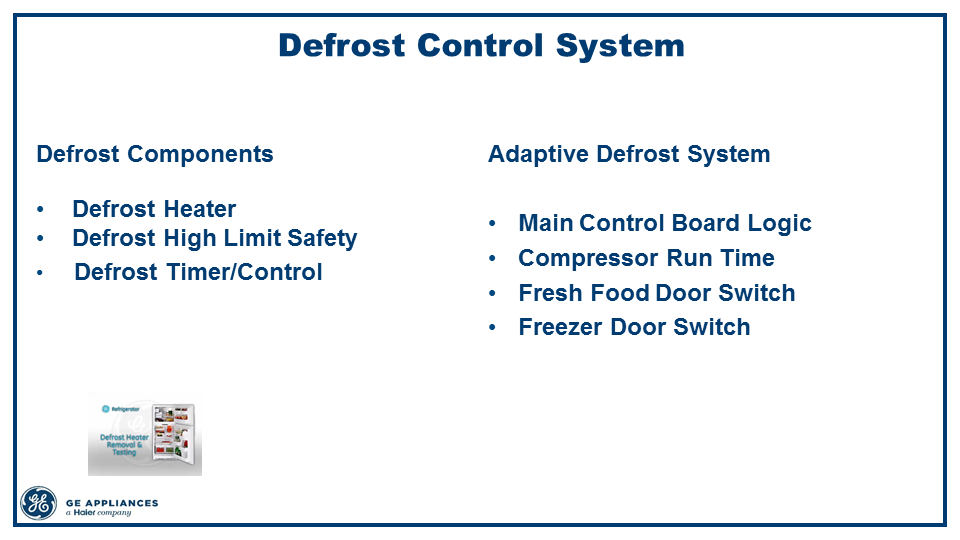 Defrost Control System
Defrost Components
• Defrost Heater
• Defrost High Limit Safety
• Defrost Timer/Control
Adaptive Defrost System
• Main Control Board Logic
• Compressor Run Time
• Fresh Food Door Switch
• Freezer Door Switch
Refrigerator
Defrost Heater
Removal &
Testing
GE APPLIANCES
a Haier company